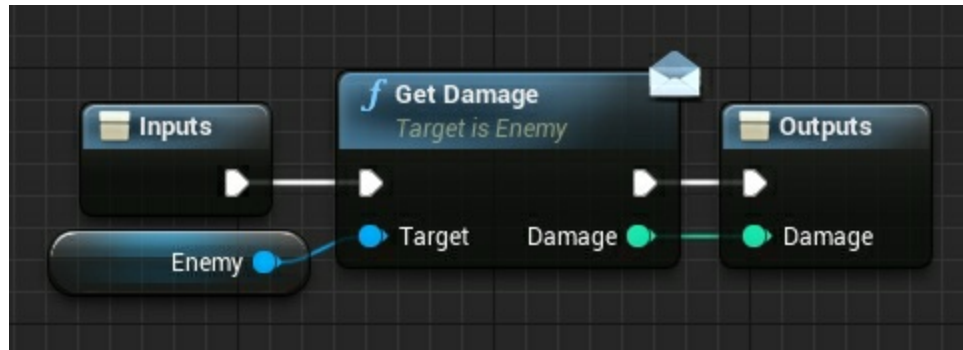 Inputs
Enemy
f Get Damage
Target is Enemy
Target
Damage
Outputs
Damage